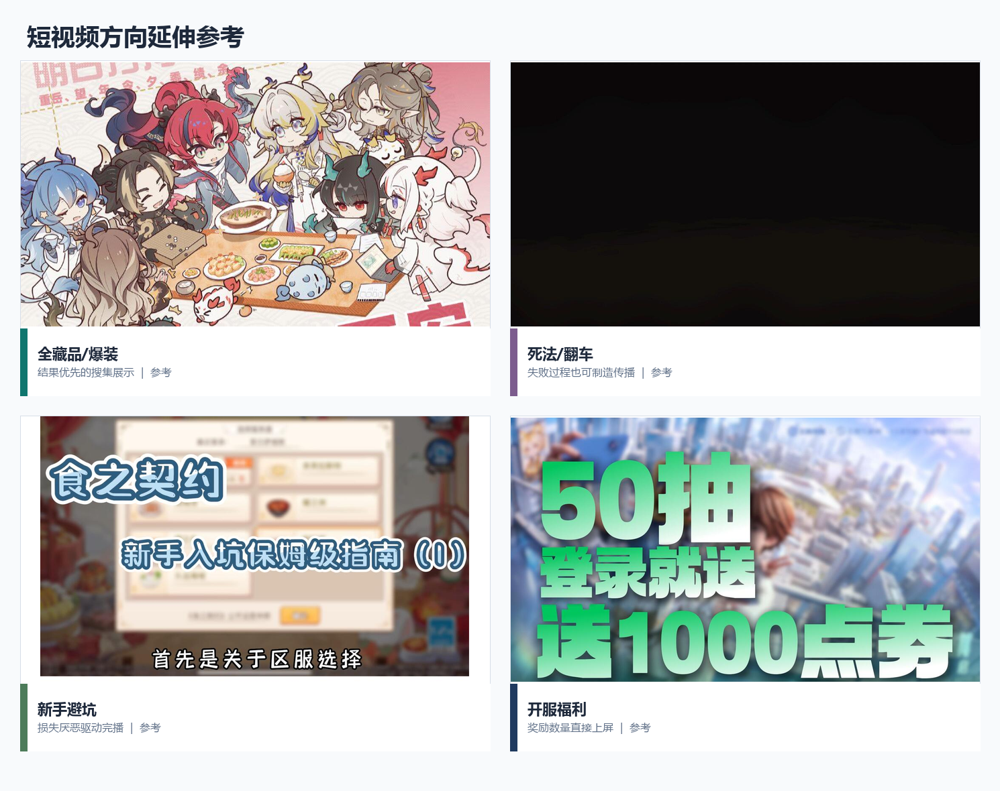 短视频方向延伸参考
重岳、望、年、令、夕、黍、绩、余
全藏品/爆装
结果优先的搜集展示 | 参考
死法/翻车
失败过程也可制造传播 | 参考
食之契约
新手入坑保姆级指南（1）
首先是关于区服选择
新手避坑
损失厌恶驱动完播 | 参考
50抽
登录就送
送1000点券
开服福利
奖励数量直接上屏 | 参考